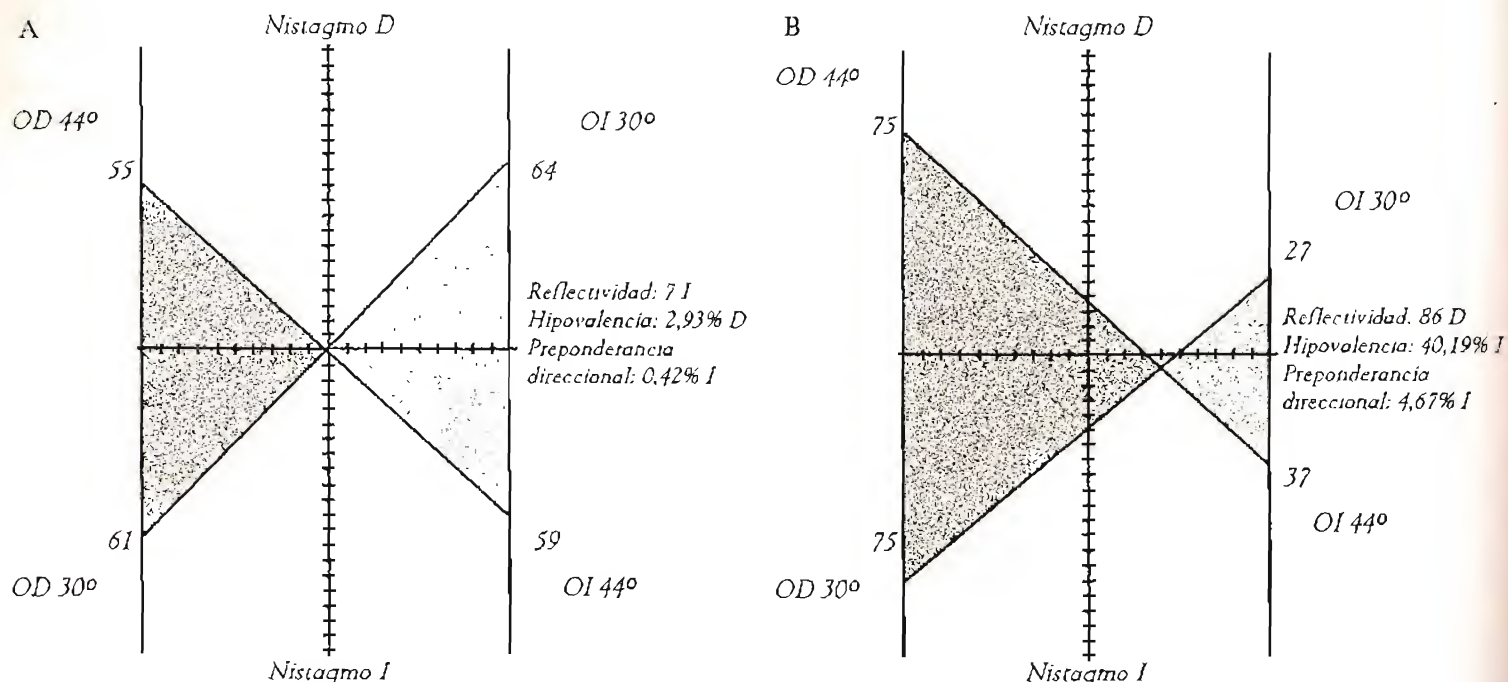 A
Nistagmo D
OD 44º
OI 30º
55
64
Reflectividad: 7 I
Hipovalencia: 2,93% D
Preponderancia
direccional: 0,42% I
61
59
OD 30º
OI 44º
Nistagmo I
B
Nistagmo D
OD 44º
75
OI 30º
27
Reflectividad. 86 D
Hipovalencia: 40,19% I
Preponderancia
direccional: 4,67% I
37
75
OI 44º
OD 30º
Nistagmo I